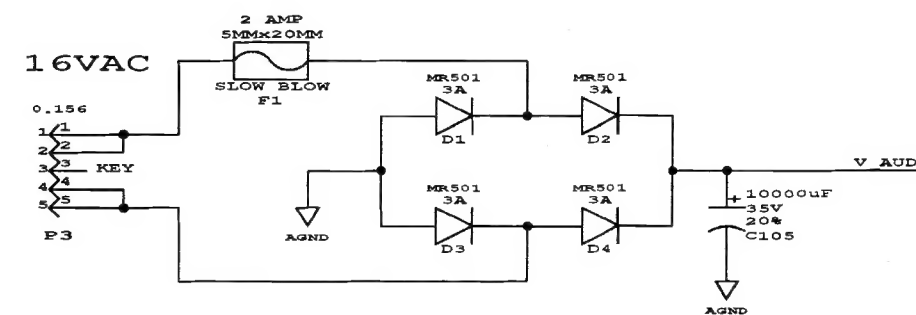 2 AMP
5MMx20MM
16VAC
SLOW BLOW
F1
MR501
3A
D1
MR501
3A
D2
0.156
1 1
2 2
3 3 KEY
4 4
5 5
P3
AGND
MR501
3A
D3
MR501
3A
D4
V_AUD
+ 10000uF
35V
20%
C105
AGND